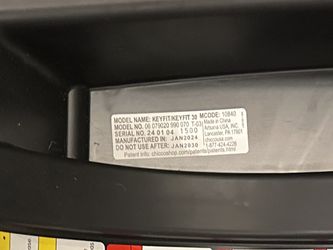 MODEL NAME: KEYFIT/KEYFIT 30 MCODE: 10840
MODEL NO: 06 079020 990 070 T-03 Made in China
SERIAL NO: 24 01 04 1500 Artsana USA, INC.
MANUFACTURED IN: JAN2024 Lancaster, PA 17601
DO NOT USE AFTER: JAN2030 chiccousa.com
1-877-424-4226
Patent Info: chiccoshop.com/patents/patents.html